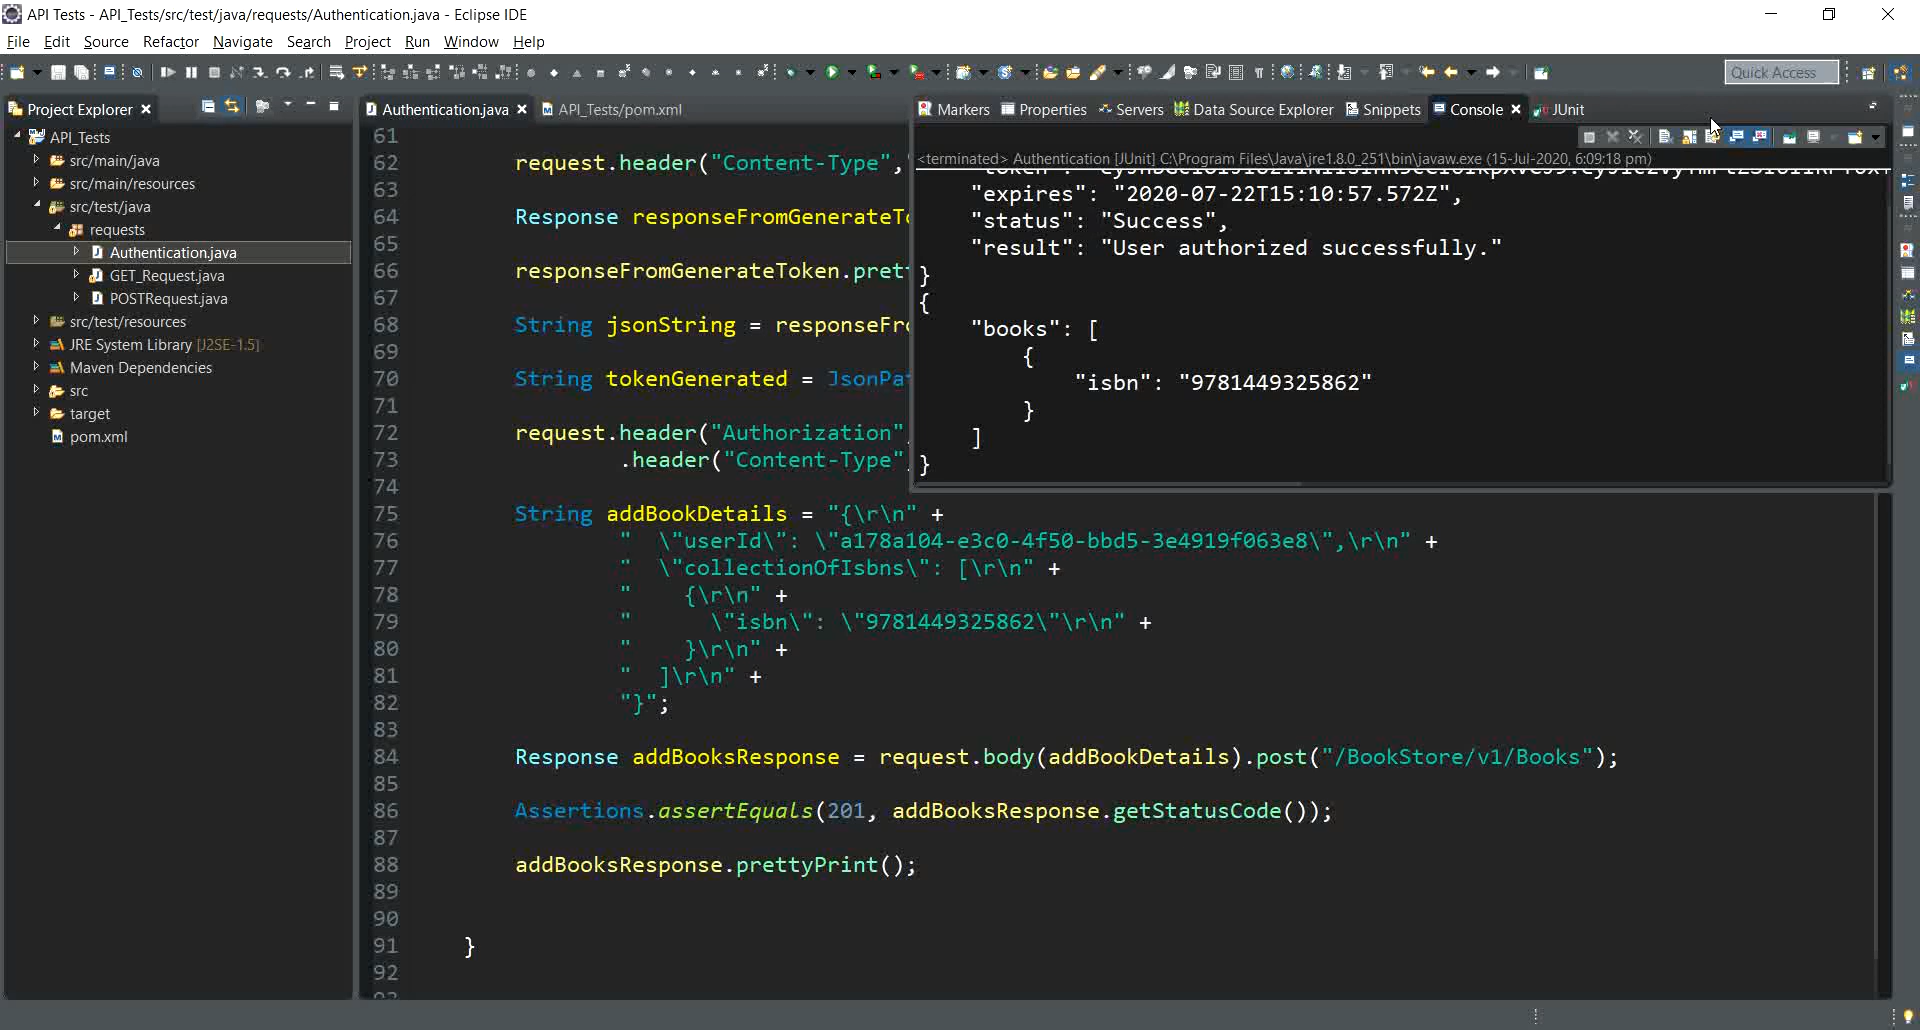 API Tests - API_Tests/src/test/java/requests/Authentication.java - Eclipse IDE
File Edit Source Refactor Navigate Search Project Run Window Help
Quick Access
Project Explorer
Authentication.java
API_Tests/pom.xml
Markers Properties Servers Data Source Explorer Snippets Console JUnit
API_Tests
src/main/java
src/main/resources
src/test/java
requests
Authentication.java
GET_Request.java
POSTRequest.java
src/test/resources
JRE System Library [J2SE-1.5]
Maven Dependencies
src
target
pom.xml
61
62 request.header("Content-Type",
63
64 Response responseFromGenerateTo
65
66 responseFromGenerateToken.pret
67
68 String jsonString = responseFro
69
70 String tokenGenerated = JsonPat
71
72 request.header("Authorization",
73 .header("Content-Type"
74
75 String addBookDetails = "{\r\n" +
76 " \"userId\": \"a178a104-e3c0-4f50-bbd5-3e4919f063e8\",\r\n" +
77 " \"collectionOfIsbns\": [\r\n" +
78 " {\r\n" +
79 " \"isbn\": \"9781449325862\"\r\n" +
80 " }\r\n" +
81 " ]\r\n" +
82 "}";
83
84 Response addBooksResponse = request.body(addBookDetails).post("/BookStore/v1/Books");
85
86 Assertions.assertEquals(201, addBooksResponse.getStatusCode());
87
88 addBooksResponse.prettyPrint();
89
90
91 }
92
<terminated> Authentication [JUnit] C:\Program Files\Java\jre1.8.0_251\bin\javaw.exe (15-Jul-2020, 6:09:18 pm)
"expires": "2020-07-22T15:10:57.572Z",
"status": "Success",
"result": "User authorized successfully."
}
{
"books": [
{
"isbn": "9781449325862"
}
]
}